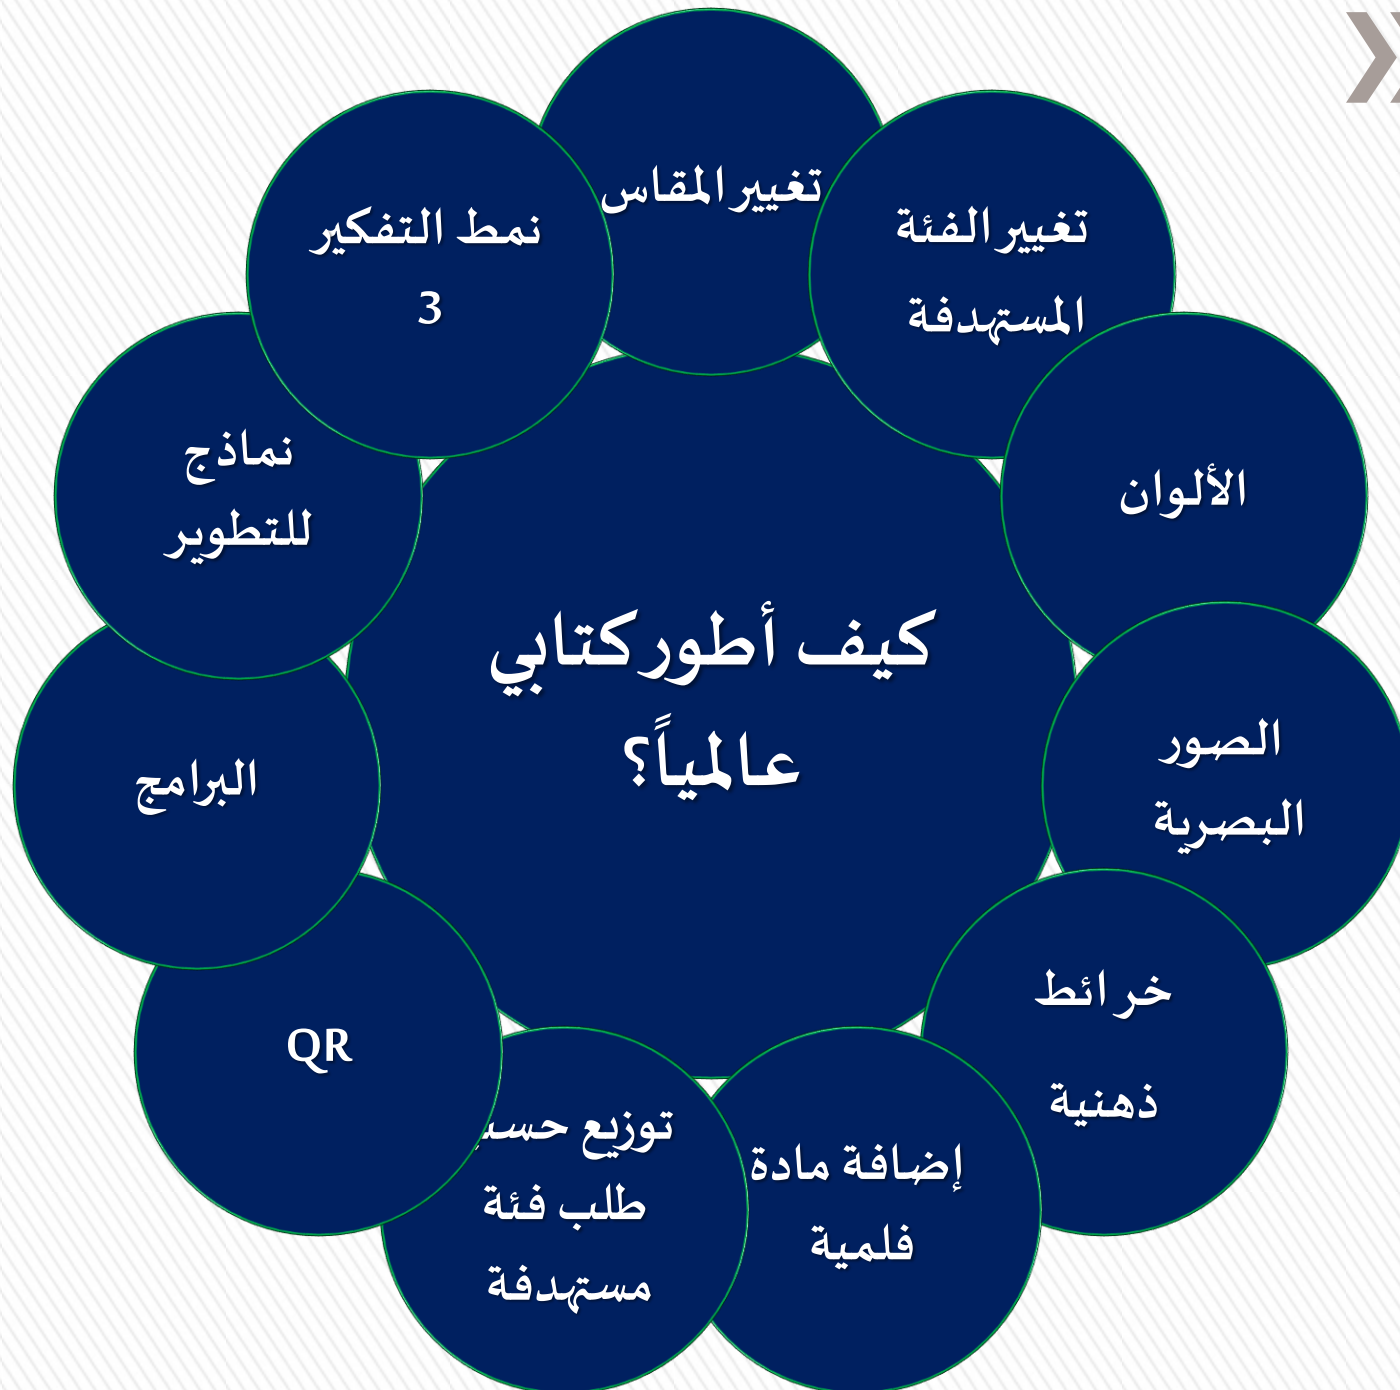 كيف أطور كتابي
عالمياً؟
تغيير المقاس
تغيير الفئة
المستهدفة
الألوان
الصور
البصرية
خرائط
ذهنية
إضافة مادة
فلمية
توزيع
طلب فئة
مستهدفة
QR
البرامج
نماذج
للتطوير
نمط التفكير
3